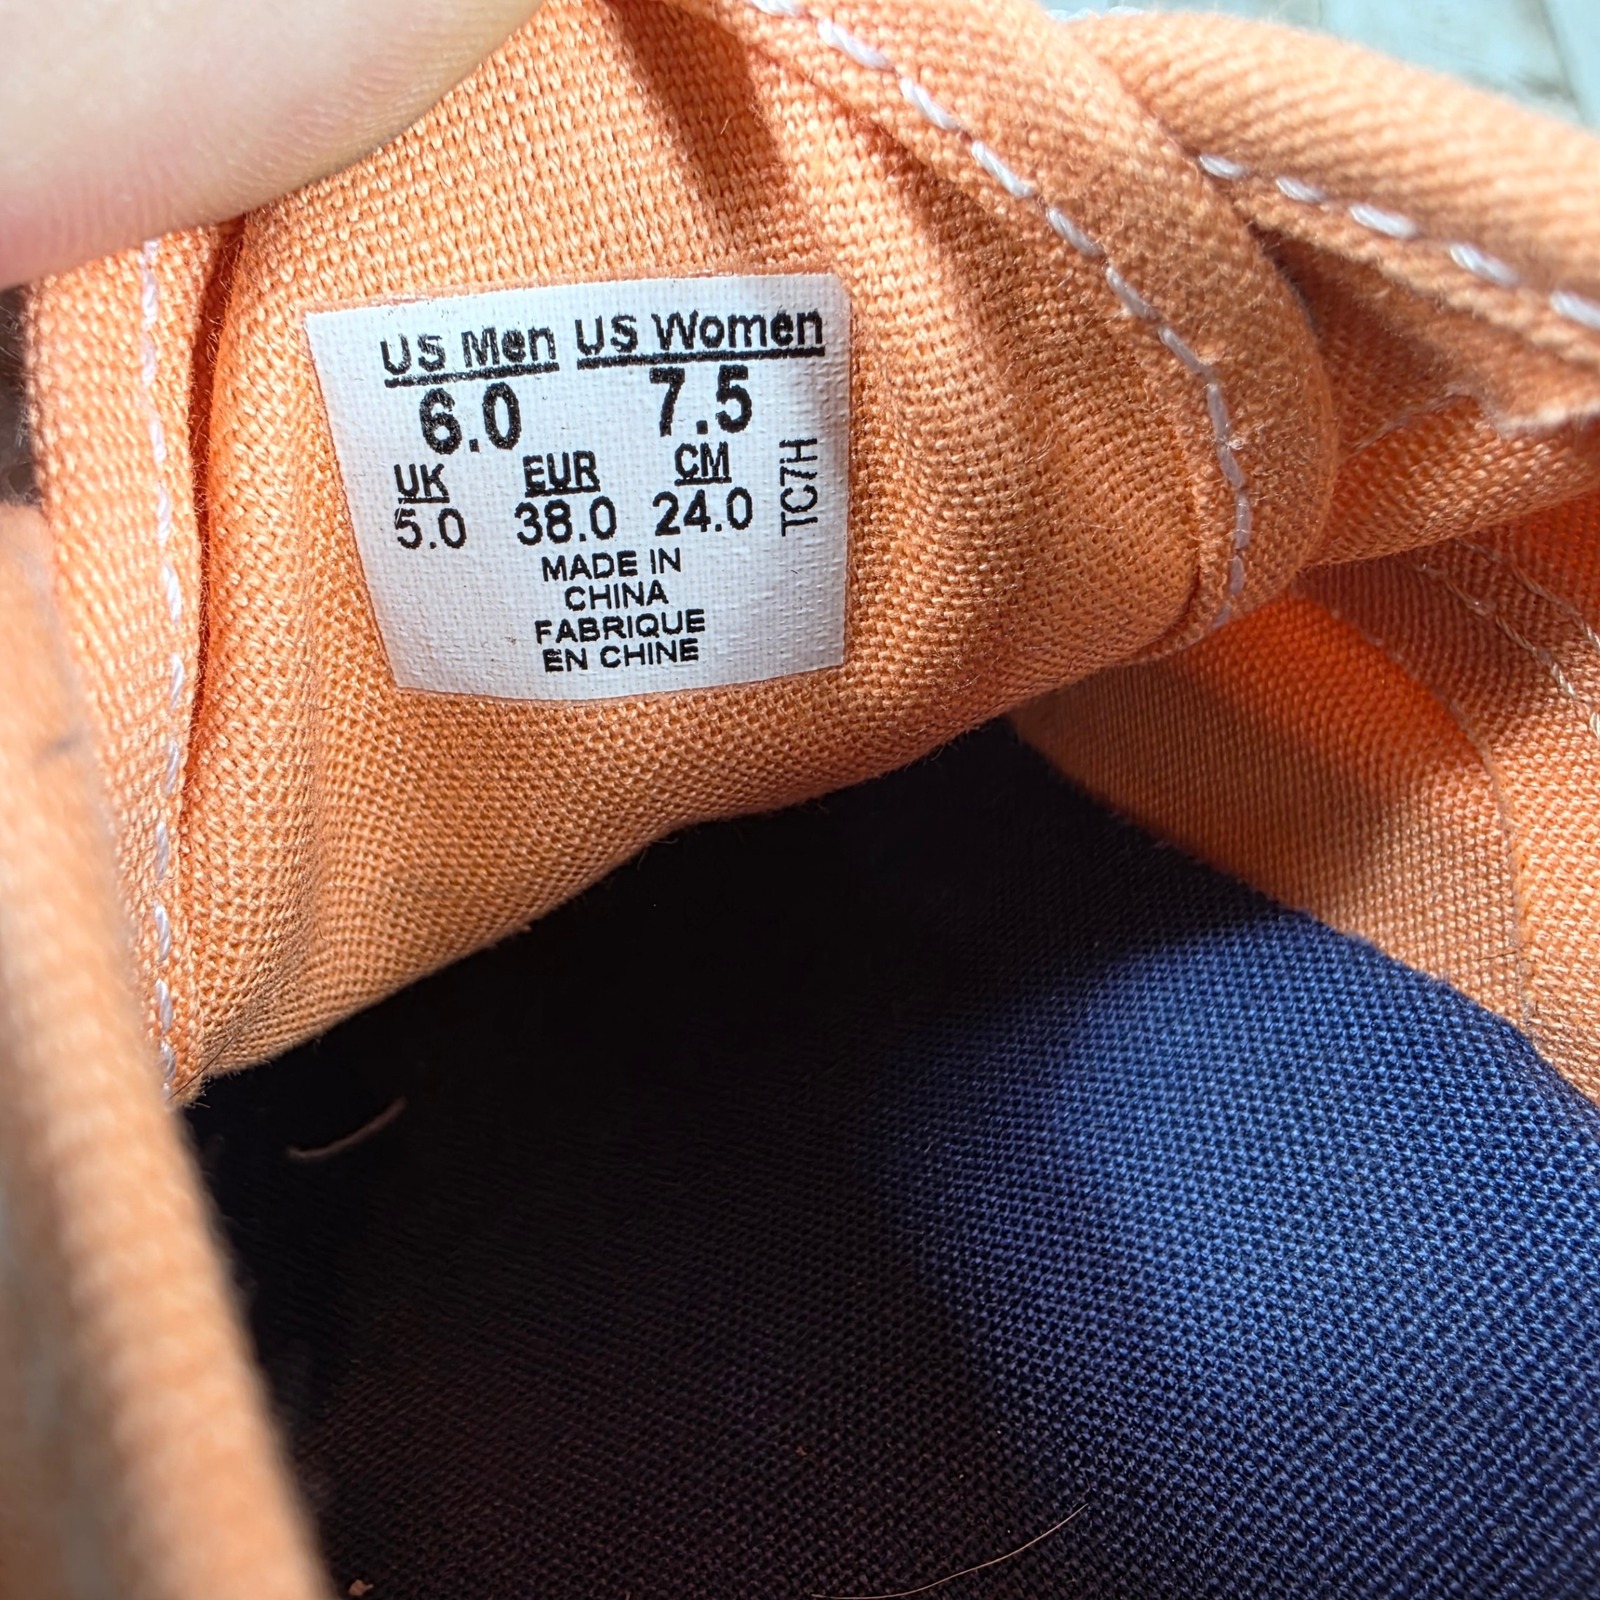 US Men US Women
6.0 7.5
UK EUR CM
5.0 38.0 24.0
TC7H
MADE IN
CHINA
FABRIQUE
EN CHINE